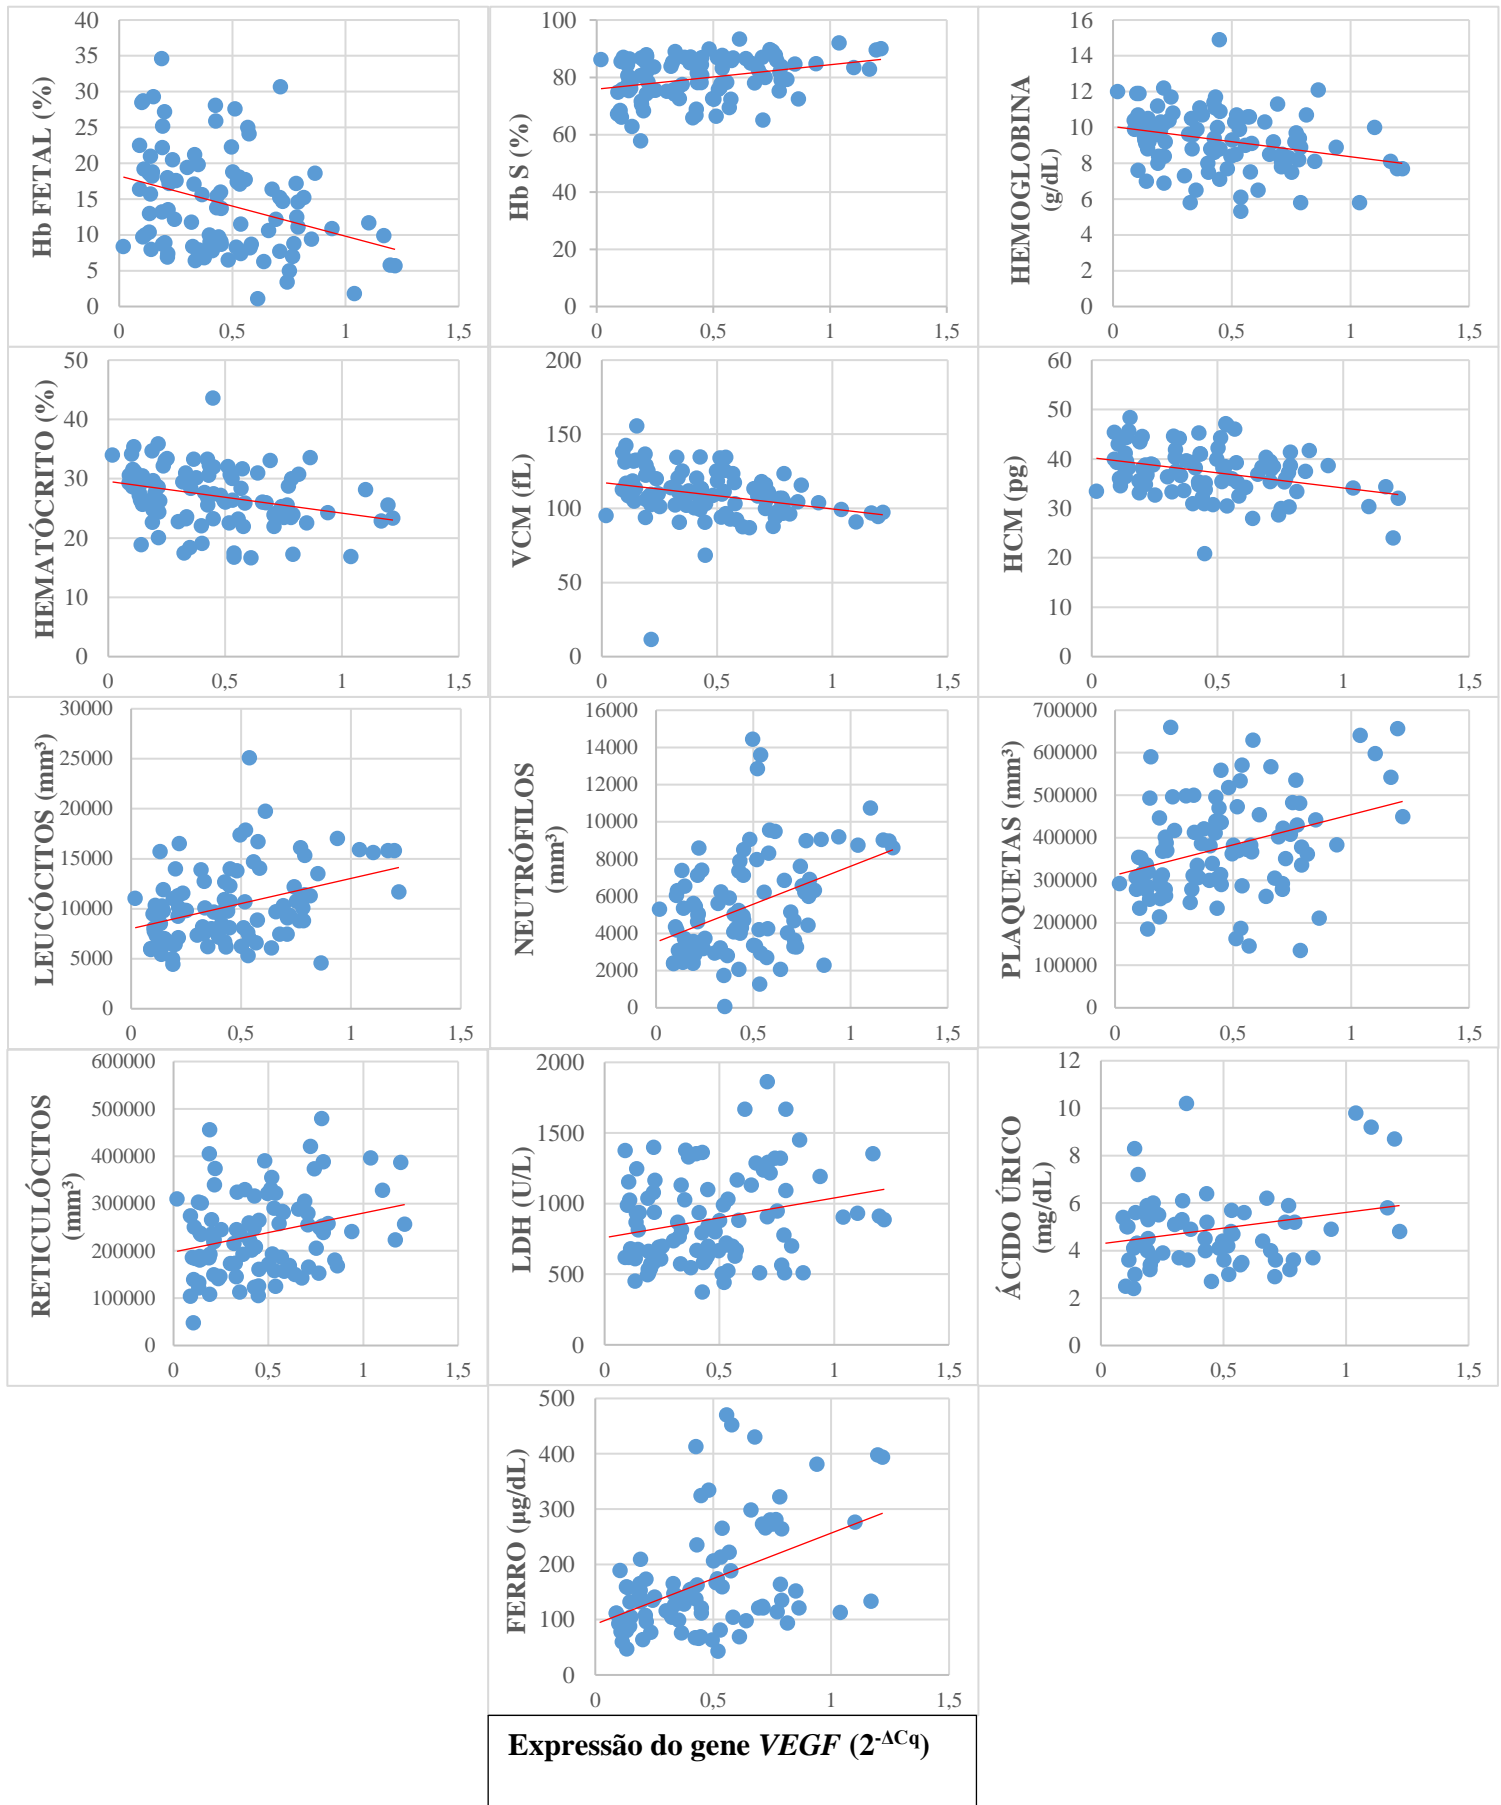 Hb FETAL (%)
40
35
30
25
20
15
10
5
0
0 0,5 1 1,5
Hb S (%)
100
80
60
40
20
0
0 0,5 1 1,5
HEMOGLOBINA
(g/dL)
16
14
12
10
8
6
4
2
0
0 0,5 1 1,5
HEMATÓCRITO (%)
50
40
30
20
10
0
0 0,5 1 1,5
VCM (fL)
200
150
100
50
0
0 0,5 1 1,5
HCM (pg)
60
50
40
30
20
10
0
0 0,5 1 1,5
LEUCÓCITOS (mm³)
30000
25000
20000
15000
10000
5000
0
0 0,5 1 1,5
NEUTRÓFILOS
(mm³)
16000
14000
12000
10000
8000
6000
4000
2000
0
0 0,5 1 1,5
PLAQUETAS (mm³)
700000
600000
500000
400000
300000
200000
100000
0
0 0,5 1 1,5
RETICULÓCITOS
(mm³)
600000
500000
400000
300000
200000
100000
0
0 0,5 1 1,5
LDH (U/L)
2000
1500
1000
500
0
0 0,5 1 1,5
ÁCIDO ÚRICO
(mg/dL)
12
10
8
6
4
2
0
0 0,5 1 1,5
FERRO (µg/dL)
500
400
300
200
100
0
0 0,5 1 1,5
Expressão do gene VEGF (2-ΔCq)